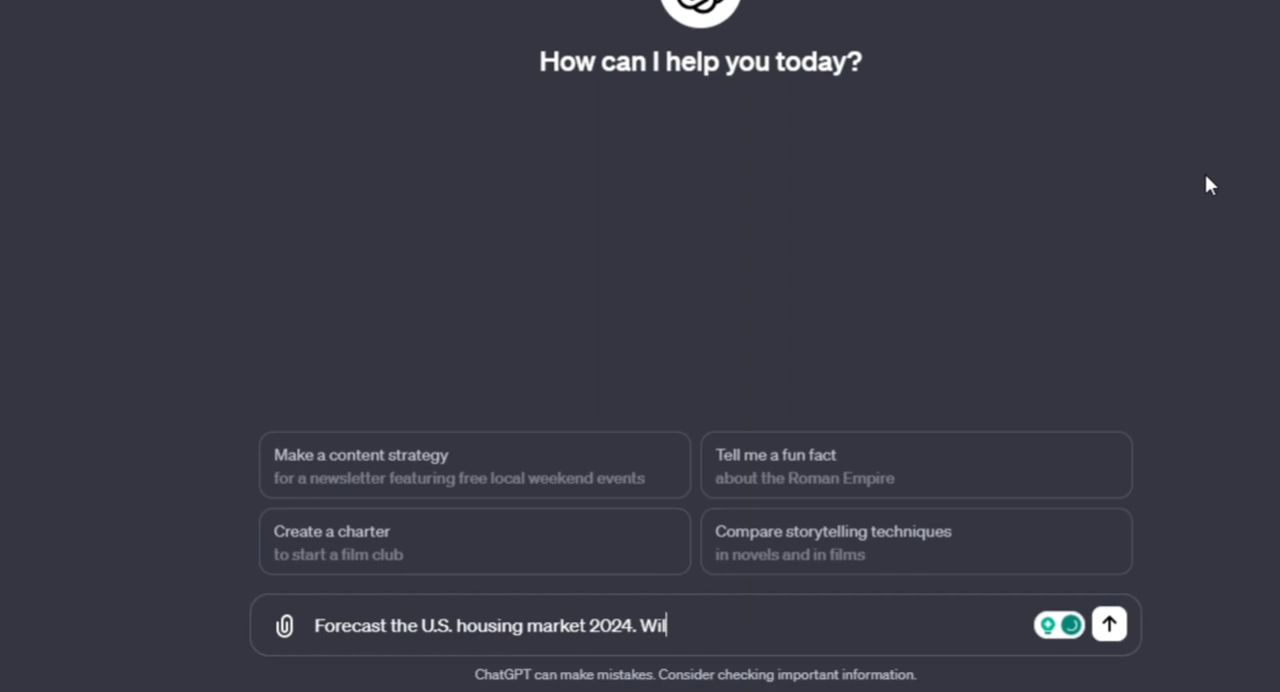 How can I help you today?
Make a content strategy
for a newsletter featuring free local weekend events
Tell me a fun fact
about the Roman Empire
Create a charter
to start a film club
Compare storytelling techniques
in novels and in films
Forecast the U.S. housing market 2024. Wil
ChatGPT can make mistakes. Consider checking important information.